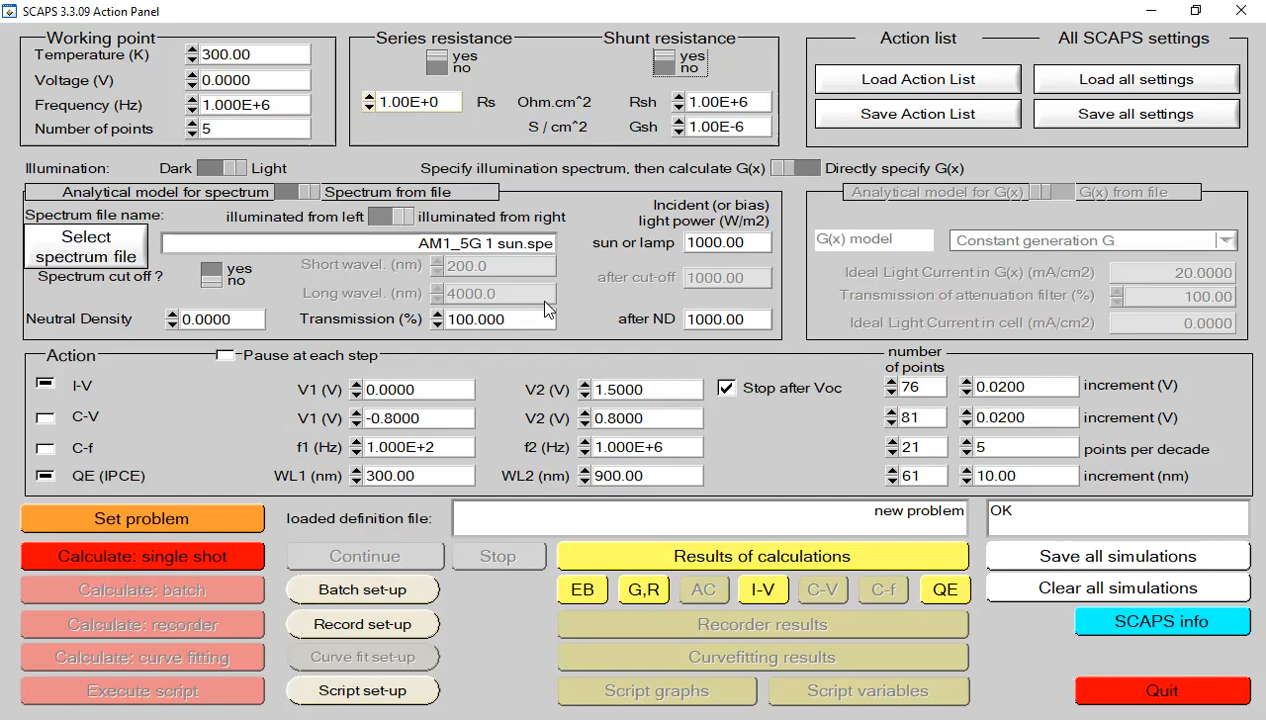 SCAPS 3.3.09 Action Panel
Working point
Temperature (K) 300.00
Voltage (V) 0.0000
Frequency (Hz) 1.000E+6
Number of points 5
Series resistance Shunt resistance
yes yes
no no
1.00E+0 Rs Ohm.cm^2 Rsh 1.00E+6
S / cm^2 Gsh 1.00E-6
Action list All SCAPS settings
Load Action List Load all settings
Save Action List Save all settings
Illumination: Dark Light Specify illumination spectrum, then calculate G(x) Directly specify G(x)
Analytical model for spectrum Spectrum from file
Spectrum file name: illuminated from left illuminated from right
Incident (or bias)
light power (W/m2)
Select
spectrum file
AM1_5G 1 sun.spe sun or lamp 1000.00
Spectrum cut off ? yes
no
Short wavel. (nm) 200.0 after cut-off 1000.00
Long wavel. (nm) 4000.0
Neutral Density 0.0000 Transmission (%) 100.000 after ND 1000.00
Analytical model for G(x) G(x) from file
G(x) model Constant generation G
Ideal Light Current in G(x) (mA/cm2) 20.0000
Transmission of attenuation filter (%) 100.00
Ideal Light Current in cell (mA/cm2) 0.0000
Action Pause at each step number
of points
I-V V1 (V) 0.0000 V2 (V) 1.5000 Stop after Voc 76 0.0200 increment (V)
C-V V1 (V) -0.8000 V2 (V) 0.8000 81 0.0200 increment (V)
C-f f1 (Hz) 1.000E+2 f2 (Hz) 1.000E+6 21 5 points per decade
QE (IPCE) WL1 (nm) 300.00 WL2 (nm) 900.00 61 10.00 increment (nm)
Set problem loaded definition file: new problem OK
Calculate: single shot Continue Stop Results of calculations Save all simulations
Calculate: batch Batch set-up EB G,R AC I-V C-V C-f QE Clear all simulations
Calculate: recorder Record set-up Recorder results SCAPS info
Calculate: curve fitting Curve fit set-up Curvefitting results
Execute script Script set-up Script graphs Script variables Quit